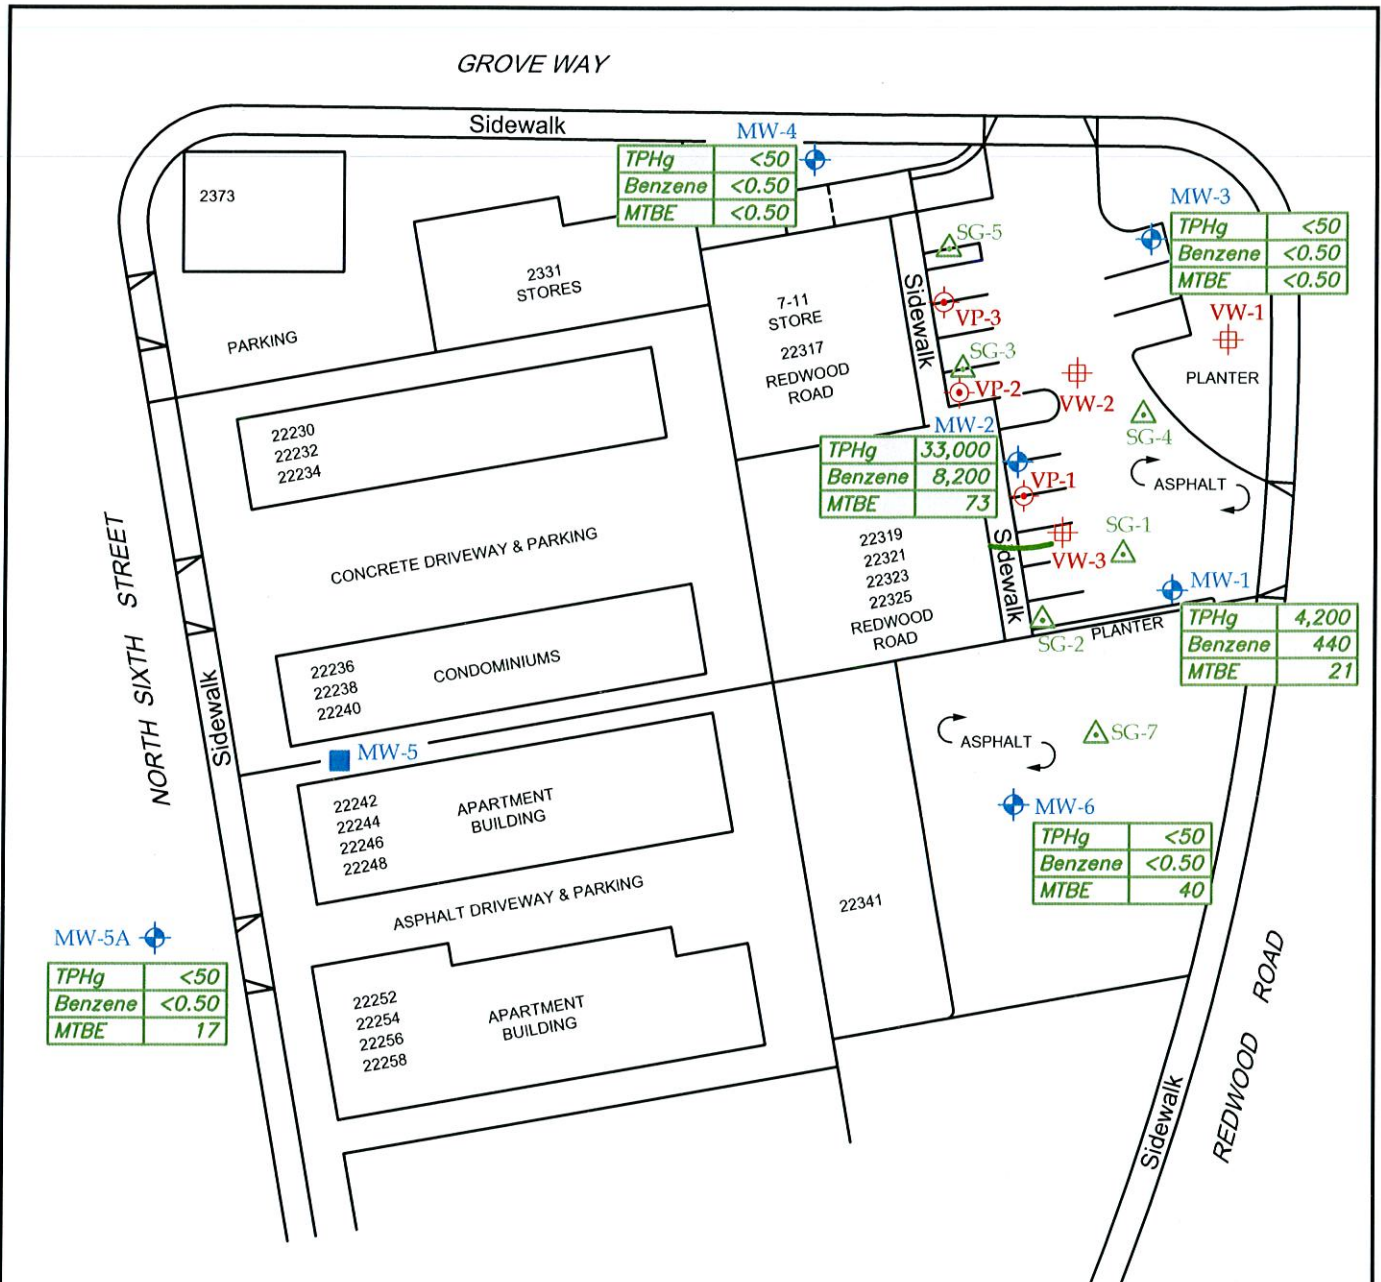 GROVE WAY
Sidewalk
MW-4
TPHg <50
Benzene <0.50
MTBE <0.50
2373
MW-3
TPHg <50
Benzene <0.50
MTBE <0.50
SG-5
2331
STORES
7-11
STORE
22317
REDWOOD
ROAD
Sidewalk
VP-3
VW-1
PLANTER
PARKING
SG-3
VP-2
VW-2
SG-4
22230
22232
22234
MW-2
TPHg 33,000
Benzene 8,200
MTBE 73
VP-1
ASPHALT
SG-1
VW-3
Sidewalk
22319
22321
22323
22325
REDWOOD
ROAD
CONCRETE DRIVEWAY & PARKING
NORTH SIXTH STREET
MW-1
TPHg 4,200
Benzene 440
MTBE 21
SG-2
PLANTER
22236
22238
22240
CONDOMINIUMS
Sidewalk
MW-5
ASPHALT
SG-7
22242
22244
22246
22248
APARTMENT
BUILDING
MW-6
TPHg <50
Benzene <0.50
MTBE 40
ASPHALT DRIVEWAY & PARKING
22341
MW-5A
TPHg <50
Benzene <0.50
MTBE 17
22252
22254
22256
22258
APARTMENT
BUILDING
Sidewalk
REDWOOD ROAD